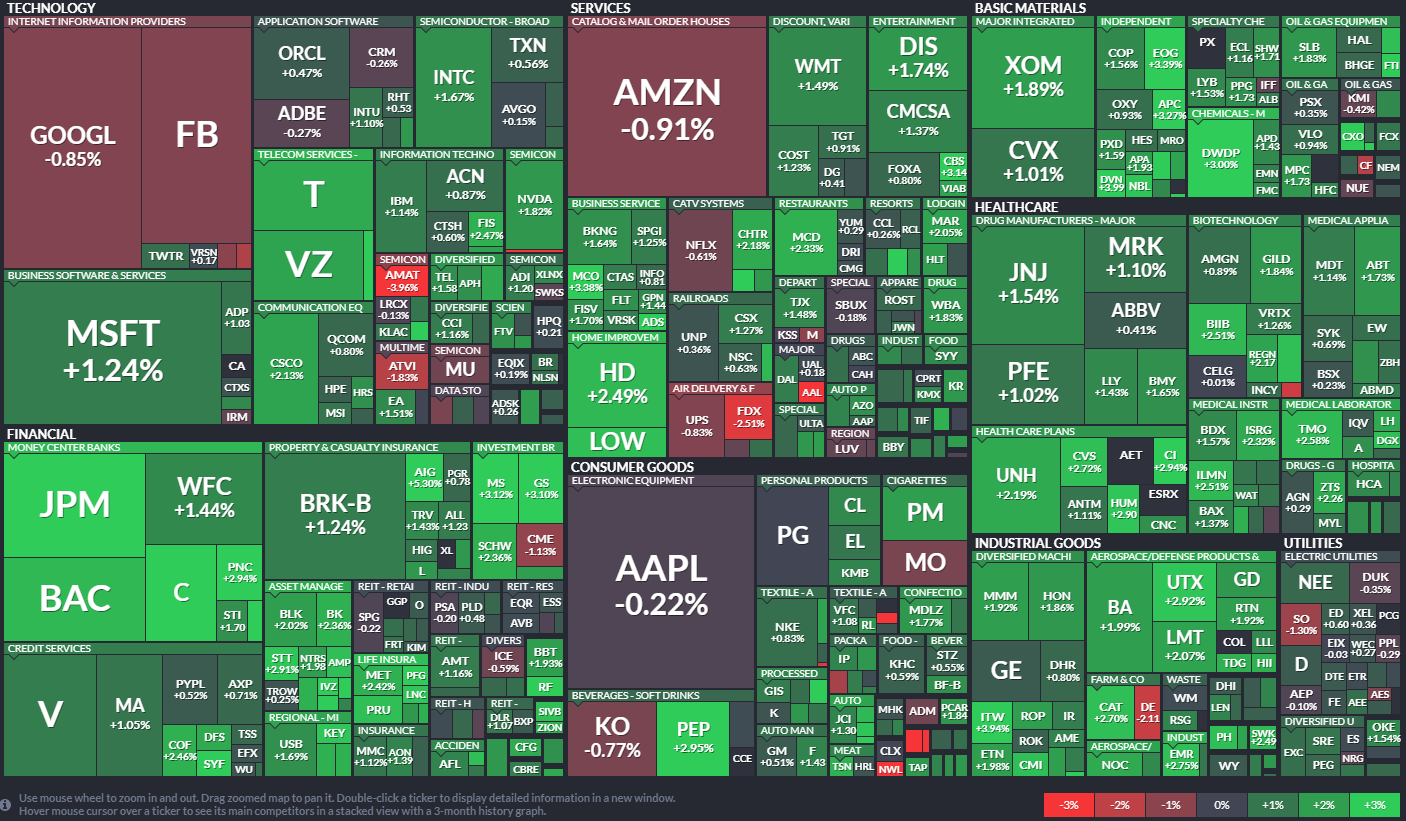 TECHNOLOGY
INTERNET INFORMATION PROVIDERS
GOOGL
-0.85%
FB
TWTR
VRSN
+0.17
APPLICATION SOFTWARE
ORCL
+0.47%
CRM
-0.26%
ADBE
-0.27%
INTU
+1.10%
RHT
+0.53
SEMICONDUCTOR - BROAD
INTC
+1.67%
TXN
+0.56%
AVGO
+0.15%
TELECOM SERVICES -
T
VZ
INFORMATION TECHNO
IBM
+1.14%
ACN
+0.87%
CTSH
+0.60%
FIS
+2.47%
SEMICON
NVDA
+1.82%
BUSINESS SOFTWARE & SERVICES
MSFT
+1.24%
ADP
+1.03
CA
CTXS
IRM
COMMUNICATION EQ
CSCO
+2.13%
QCOM
+0.80%
HPE
HRS
MSI
SEMICON
AMAT
-3.96%
LRCX
-0.13%
KLAC
DIVERSIFIED
TEL
+1.58
APH
SEMICON
ADI
+1.20
XLNX
SWKS
DIVERSIFIE
CCI
+1.16%
SCIEN
FTV
HPQ
+0.21
MULTIME
ATVI
-1.83%
EA
+1.51%
SEMICON
MU
DATA STO
EQIX
+0.19%
BR
NLSN
ADSK
+0.26
SERVICES
CATALOG & MAIL ORDER HOUSES
AMZN
-0.91%
DISCOUNT, VARI
WMT
+1.49%
COST
+1.23%
TGT
+0.91%
DG
+0.41
ENTERTAINMENT
DIS
+1.74%
CMCSA
+1.37%
FOXA
+0.80%
CBS
+3.14
VIAB
BUSINESS SERVICE
BKNG
+1.64%
SPGI
+1.25%
MCO
+3.38%
CTAS
INFO
+0.81
FISV
+1.70%
FLT
GPN
+1.44
VRSK
ADS
CATV SYSTEMS
NFLX
-0.61%
CHTR
+2.18%
RESTAURANTS
MCD
+2.33%
YUM
+0.29
DRI
CMG
RESORTS
CCL
+0.26%
RCL
LODGIN
MAR
+2.05%
HLT
RAILROADS
UNP
+0.36%
CSX
+1.27%
NSC
+0.63%
DEPART
TJX
+1.48%
KSS
M
SPECIAL
SBUX
-0.18%
APPARE
ROST
JWN
DRUG
WBA
+1.83%
HOME IMPROVEM
HD
+2.49%
LOW
AIR DELIVERY & F
UPS
-0.83%
FDX
-2.51%
MAJOR
DAL
UAL
+0.18
AAL
DRUGS
ABC
CAH
INDUST
FOOD
SYY
CPRT
KMX
KR
AUTO P
AZO
AAP
SPECIAL
ULTA
REGION
LUV
TIF
BBY
BASIC MATERIALS
MAJOR INTEGRATED
XOM
+1.89%
CVX
+1.01%
INDEPENDENT
COP
+1.56%
EOG
+3.39%
OXY
+0.93%
APC
+3.27%
PXD
+1.59
HES
MRO
APA
+1.93
DVN
+3.99
NBL
SPECIALTY CHE
PX
ECL
+1.16
SHW
+1.71
LYB
+1.53%
PPG
+1.73
IFF
ALB
CHEMICALS - M
DWDP
+3.00%
APD
+1.43
EMN
FMC
OIL & GAS EQUIPMEN
SLB
+1.83%
HAL
BHGE
FTI
OIL & GA
PSX
+0.35%
VLO
+0.94%
MPC
+1.73
HFC
OIL & GAS
KMI
-0.42%
CXO
FCX
CF
NEM
NUE
HEALTHCARE
DRUG MANUFACTURERS - MAJOR
JNJ
+1.54%
MRK
+1.10%
ABBV
+0.41%
PFE
+1.02%
LLY
+1.43%
BMY
+1.65%
BIOTECHNOLOGY
AMGN
+0.89%
GILD
+1.84%
BIIB
+2.51%
VRTX
+1.26%
REGN
+2.17
CELG
+0.01%
INCY
MEDICAL APPLIA
MDT
+1.14%
ABT
+1.73%
SYK
+0.69%
EW
BSX
+0.23%
ZBH
ABMD
HEALTH CARE PLANS
UNH
+2.19%
CVS
+2.72%
AET
CI
+2.94%
ANTM
+1.11%
HUM
+2.90
ESRX
CNC
MEDICAL INSTR
BDX
+1.57%
ISRG
+2.32%
ILMN
+2.51%
WAT
BAX
+1.37%
MEDICAL LABORATOR
TMO
+2.58%
IQV
LH
A
DGX
DRUGS - G
AGN
+0.29
ZTS
+2.26
MYL
HOSPITA
HCA
FINANCIAL
MONEY CENTER BANKS
JPM
WFC
+1.44%
BAC
C
PNC
+2.94%
STI
+1.70
PROPERTY & CASUALTY INSURANCE
BRK-B
+1.24%
AIG
+5.30%
PGR
+0.78
TRV
+1.43%
ALL
+1.23
HIG
XL
L
INVESTMENT BR
MS
+3.12%
GS
+3.10%
SCHW
+2.36%
CME
-1.13%
CREDIT SERVICES
V
MA
+1.05%
PYPL
+0.52%
AXP
+0.71%
COF
+2.46%
DFS
SYF
TSS
EFX
WU
ASSET MANAGE
BLK
+2.02%
BK
+2.36%
STT
+2.91%
NTRS
+1.98
AMP
TROW
+0.25%
IVZ
REIT - RETAI
SPG
-0.22
GGP
O
FRT
KIM
REIT - INDU
PSA
-0.20
PLD
+0.48
REIT - RES
EQR
ESS
AVB
LIFE INSURA
MET
+2.42%
PFG
LNC
PRU
REIT -
AMT
+1.16%
DIVERS
ICE
-0.59%
BBT
+1.93%
RF
REGIONAL - MI
USB
+1.69%
KEY
INSURANCE
MMC
+1.12%
AON
+1.39
REIT - H
REIT -
DLR
+1.07
BXP
SIVB
ZION
ACCIDEN
AFL
CFG
CBRE
CONSUMER GOODS
ELECTRONIC EQUIPMENT
AAPL
-0.22%
BEVERAGES - SOFT DRINKS
KO
-0.77%
PEP
+2.95%
CCE
PERSONAL PRODUCTS
PG
CL
EL
KMB
CIGARETTES
PM
MO
TEXTILE - A
NKE
+0.83%
TEXTILE - A
VFC
+1.08
RL
CONFECTIO
MDLZ
+1.77%
PACKA
IP
FOOD -
KHC
+0.59%
BEVER
STZ
+0.55%
BF-B
PROCESSED
GIS
K
AUTO
JCI
+1.30
MHK
ADM
PCAR
+1.84
AUTO MAN
GM
+0.51%
F
+1.43
MEAT
TSN
HRL
CLX
NWL
TAP
INDUSTRIAL GOODS
DIVERSIFIED MACHI
MMM
+1.92%
HON
+1.86%
GE
DHR
+0.80%
ITW
+3.94%
ROP
IR
ROK
AME
ETN
+1.98%
CMI
AEROSPACE/DEFENSE PRODUCTS &
BA
+1.99%
UTX
+2.92%
GD
LMT
+2.07%
RTN
+1.92%
COL
LLL
TDG
HII
FARM & CO
CAT
+2.70%
DE
-2.11
WASTE
WM
RSG
DHI
LEN
AEROSPACE/
NOC
INDUST
EMR
+2.75%
PH
SWK
+2.49
WY
UTILITIES
ELECTRIC UTILITIES
NEE
DUK
-0.35%
SO
-1.30%
ED
+0.60
XEL
+0.36
PCG
D
EIX
-0.03
WEC
+0.27
PPL
-0.29
DTE
ETR
AEP
-0.10%
FE
AEE
AES
DIVERSIFIED U
EXC
SRE
ES
OKE
+1.54%
PEG
NRG
Use mouse wheel to zoom in and out. Drag zoomed map to pan it. Double-click a ticker to display detailed information in a new window.
Hover mouse cursor over a ticker to see its main competitors in a stacked view with a 3-month history graph.
-3%
-2%
-1%
0%
+1%
+2%
+3%